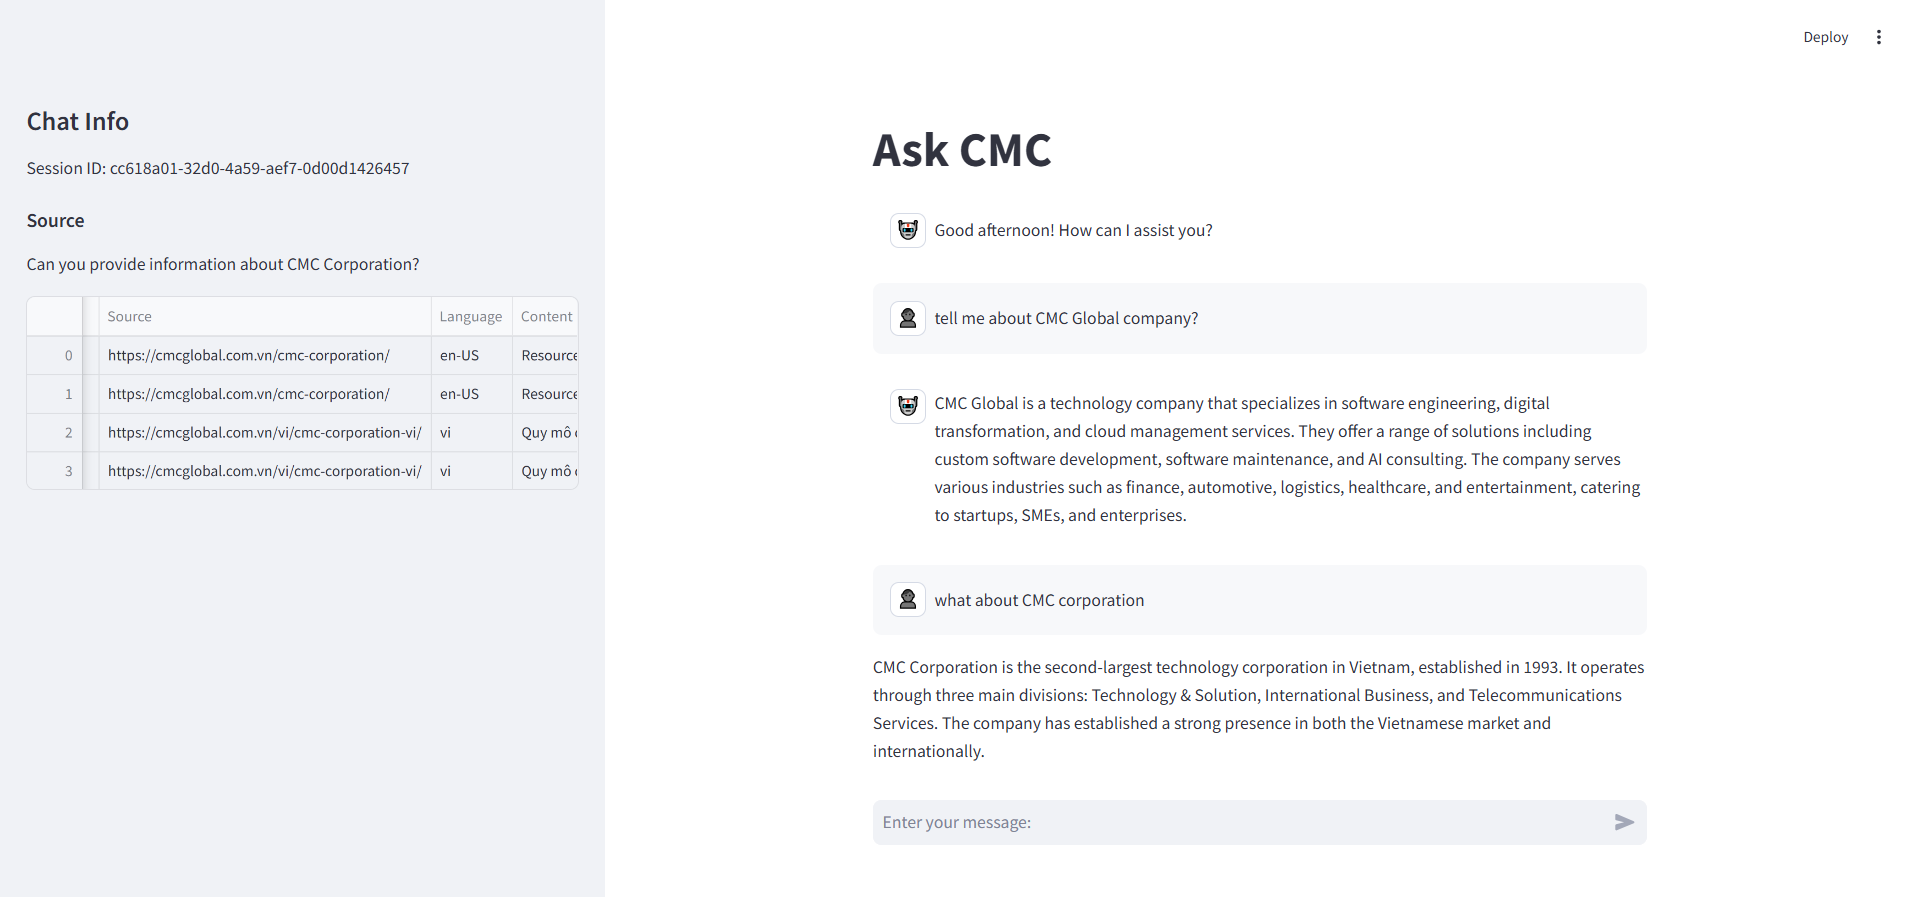 Deploy
Chat Info
Session ID: cc618a01-32d0-4a59-aef7-0d00d1426457
Source
Can you provide information about CMC Corporation?
Source Language Content
0 https://cmcglobal.com.vn/cmc-corporation/ en-US Resource
1 https://cmcglobal.com.vn/cmc-corporation/ en-US Resource
2 https://cmcglobal.com.vn/vi/cmc-corporation-vi/ vi Quy mô
3 https://cmcglobal.com.vn/vi/cmc-corporation-vi/ vi Quy mô
Ask CMC
Good afternoon! How can I assist you?
tell me about CMC Global company?
CMC Global is a technology company that specializes in software engineering, digital
transformation, and cloud management services. They offer a range of solutions including
custom software development, software maintenance, and AI consulting. The company serves
various industries such as finance, automotive, logistics, healthcare, and entertainment, catering
to startups, SMEs, and enterprises.
what about CMC corporation
CMC Corporation is the second-largest technology corporation in Vietnam, established in 1993. It operates
through three main divisions: Technology & Solution, International Business, and Telecommunications
Services. The company has established a strong presence in both the Vietnamese market and
internationally.
Enter your message: